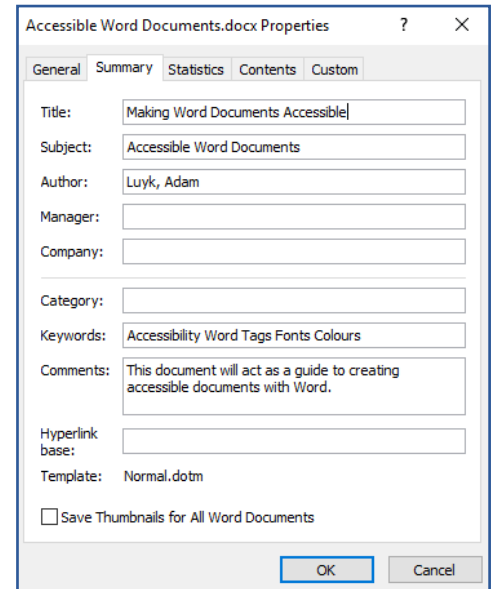 Accessible Word Documents.docx Properties ? X
General Summary Statistics Contents Custom
Title: Making Word Documents Accessible
Subject: Accessible Word Documents
Author: Luyk, Adam
Manager:
Company:
Category:
Keywords: Accessibility Word Tags Fonts Colours
Comments: This document will act as a guide to creating
accessible documents with Word.
Hyperlink
base:
Template: Normal.dotm
Save Thumbnails for All Word Documents
OK Cancel